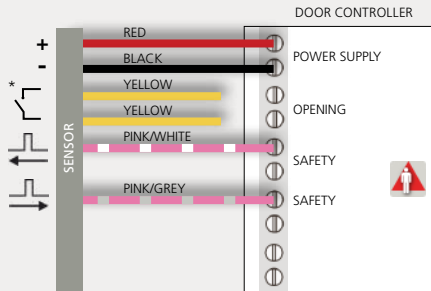 DOOR CONTROLLER
RED
+
POWER SUPPLY
BLACK
-
YELLOW
*
OPENING
YELLOW
SENSOR
PINK/WHITE
SAFETY
PINK/GREY
SAFETY